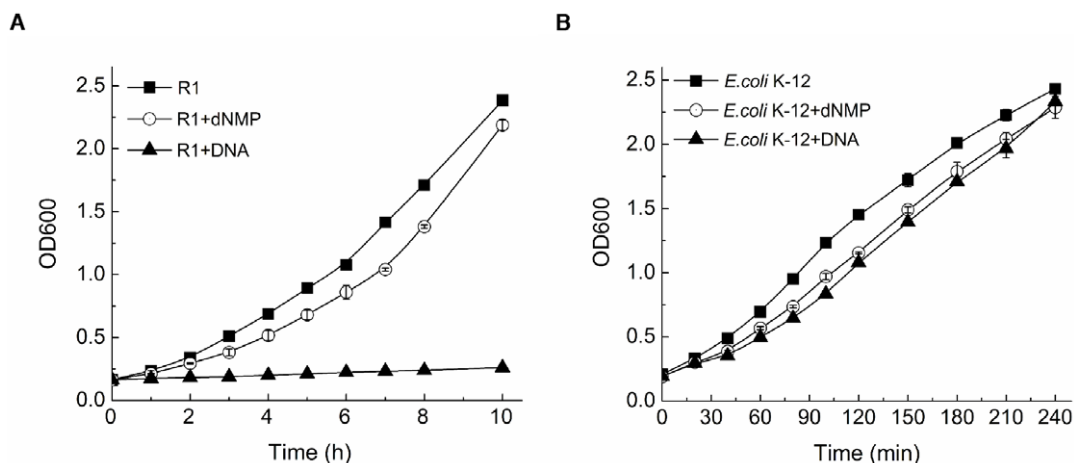 A
R1
R1+dNMP
R1+DNA
OD600
2.5
2.0
1.5
1.0
0.5
0.0
0 2 4 6 8 10
Time (h)
B
E.coli K-12
E.coli K-12+dNMP
E.coli K-12+DNA
OD600
2.5
2.0
1.5
1.0
0.5
0.0
0 30 60 90 120 150 180 210 240
Time (min)